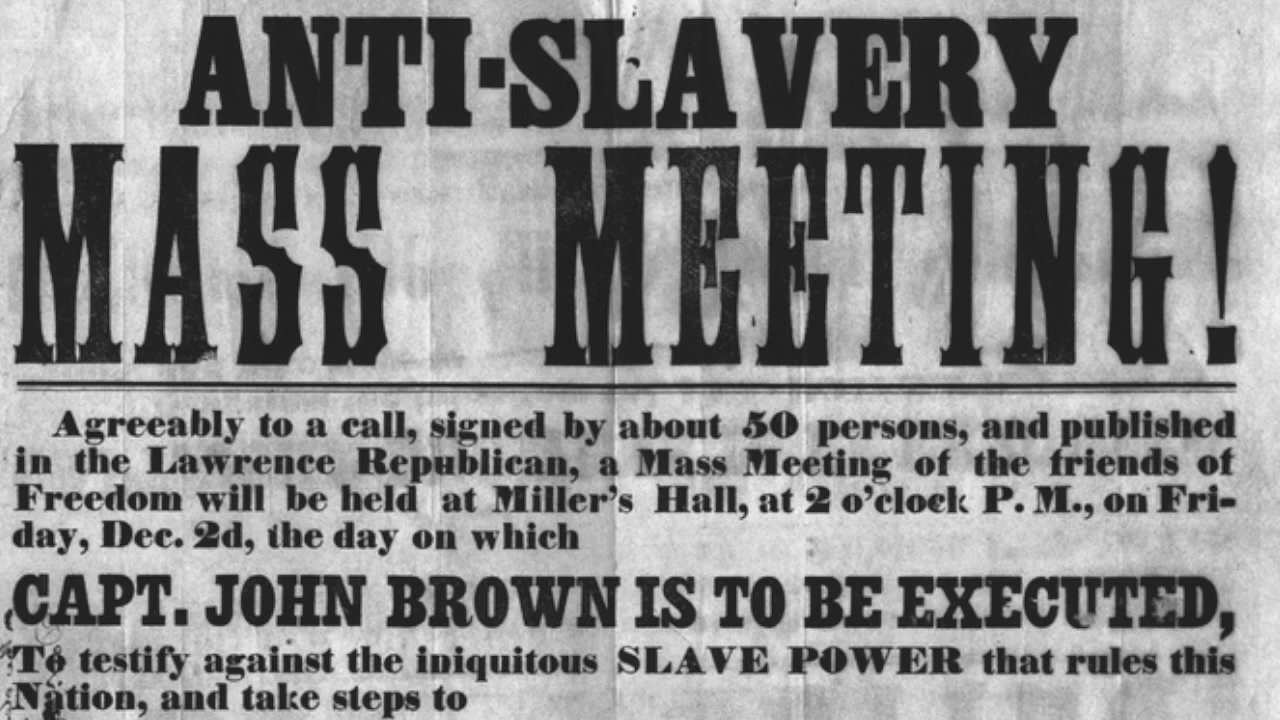 ANTI-SLAVERY
MASS MEETING!
Agreeably to a call, signed by about 50 persons, and published
in the Lawrence Republican, a Mass Meeting of the friends of
Freedom will be held at Miller's Hall, at 2 o'clock P. M., on Fri-
day, Dec. 2d, the day on which
CAPT. JOHN BROWN IS TO BE EXECUTED,
To testify against the iniquitous SLAVE POWER that rules this
Nation, and take steps to